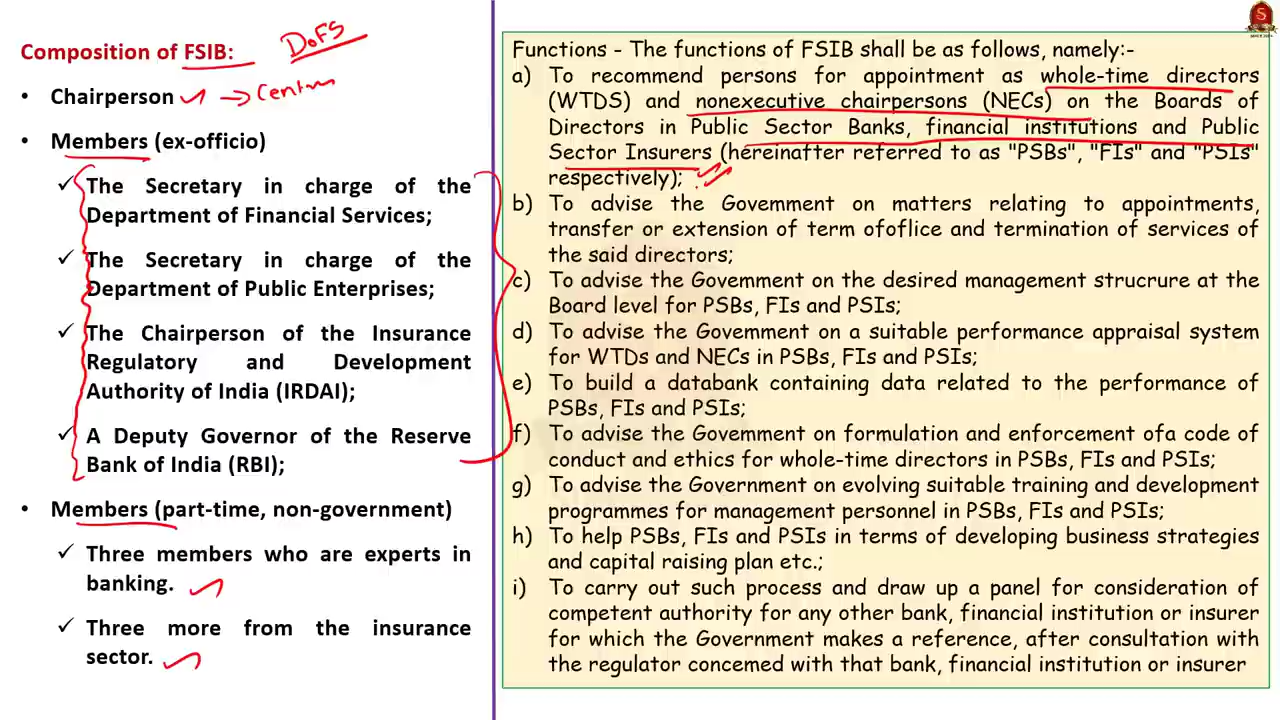 Composition of FSIB:
DoFS
• Chairperson
• Members (ex-officio)
✓ The Secretary in charge of the
Department of Financial Services;
✓ The Secretary in charge of the
Department of Public Enterprises;
✓ The Chairperson of the Insurance
Regulatory and Development
Authority of India (IRDAI);
✓ A Deputy Governor of the Reserve
Bank of India (RBI);
• Members (part-time, non-government)
✓ Three members who are experts in
banking.
✓ Three more from the insurance
sector.
Functions - The functions of FSIB shall be as follows, namely:-
a) To recommend persons for appointment as whole-time directors
(WTDS) and nonexecutive chairpersons (NECs) on the Boards of
Directors in Public Sector Banks, financial institutions and Public
Sector Insurers (hereinafter referred to as "PSBs", "FIs" and "PSIs"
respectively);
b) To advise the Govemment on matters relating to appointments,
transfer or extension of term ofoflice and termination of services of
the said directors;
c) To advise the Govemment on the desired management strucrure at the
Board level for PSBs, FIs and PSIs;
d) To advise the Govemment on a suitable performance appraisal system
for WTDs and NECs in PSBs, FIs and PSIs;
e) To build a databank containing data related to the performance of
PSBs, FIs and PSIs;
f) To advise the Govemment on formulation and enforcement ofa code of
conduct and ethics for whole-time directors in PSBs, FIs and PSIs;
g) To advise the Government on evolving suitable training and development
programmes for management personnel in PSBs, FIs and PSIs;
h) To help PSBs, FIs and PSIs in terms of developing business strategies
and capital raising plan etc.;
i) To carry out such process and draw up a panel for consideration of
competent authority for any other bank, financial institution or insurer
for which the Government makes a reference, after consultation with
the regulator concerned with that bank, financial institution or insurer